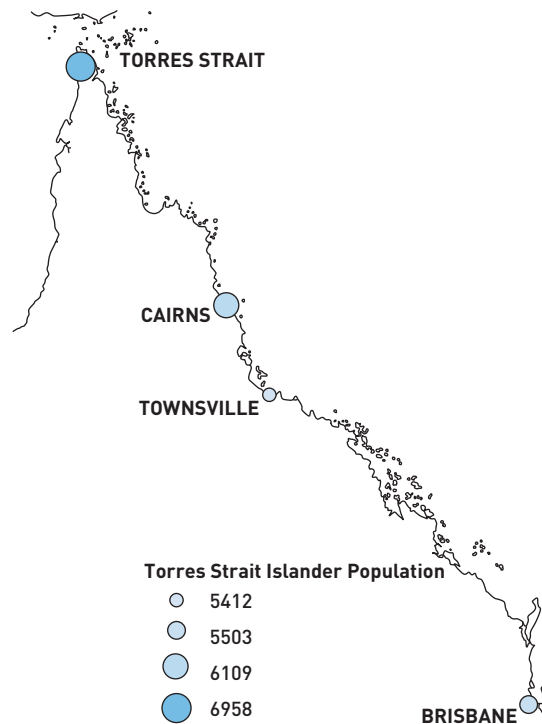 TORRES STRAIT
CAIRNS
TOWNSVILLE
Torres Strait Islander Population
5412
5503
6109
6958
BRISBANE